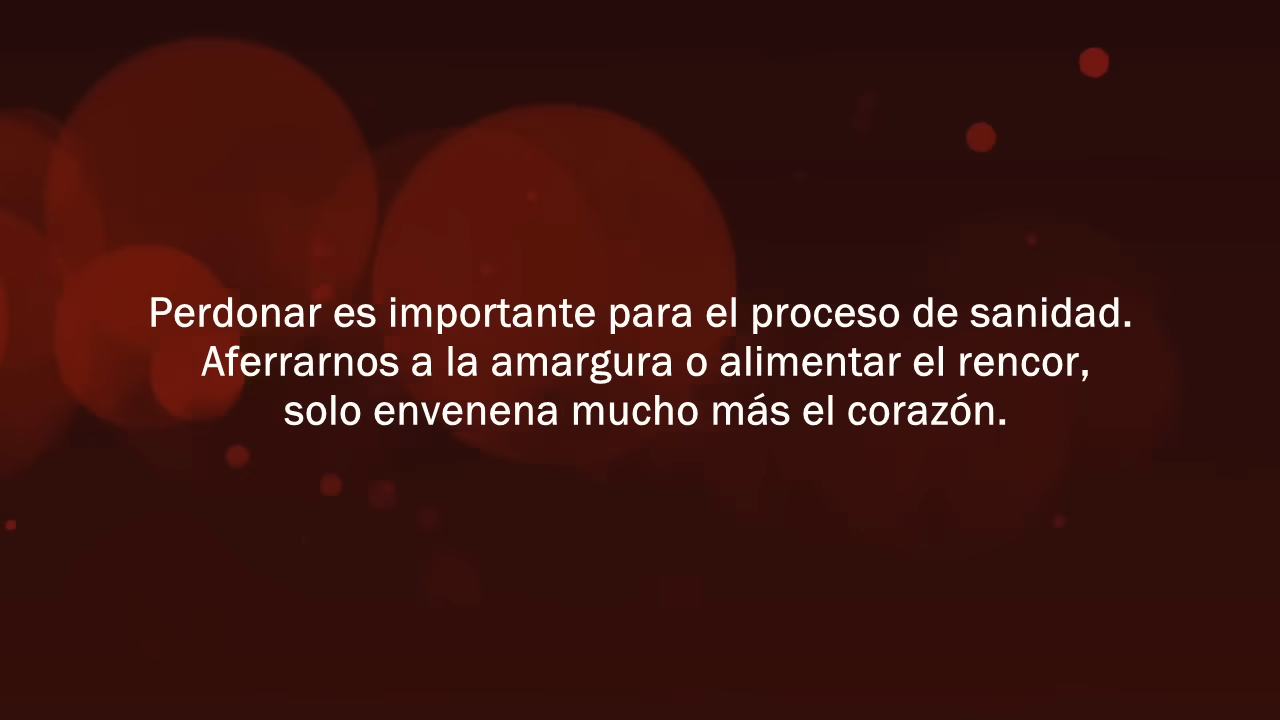 Perdonar es importante para el proceso de sanidad.
Aferrarnos a la amargura o alimentar el rencor,
solo envenena mucho más el corazón.